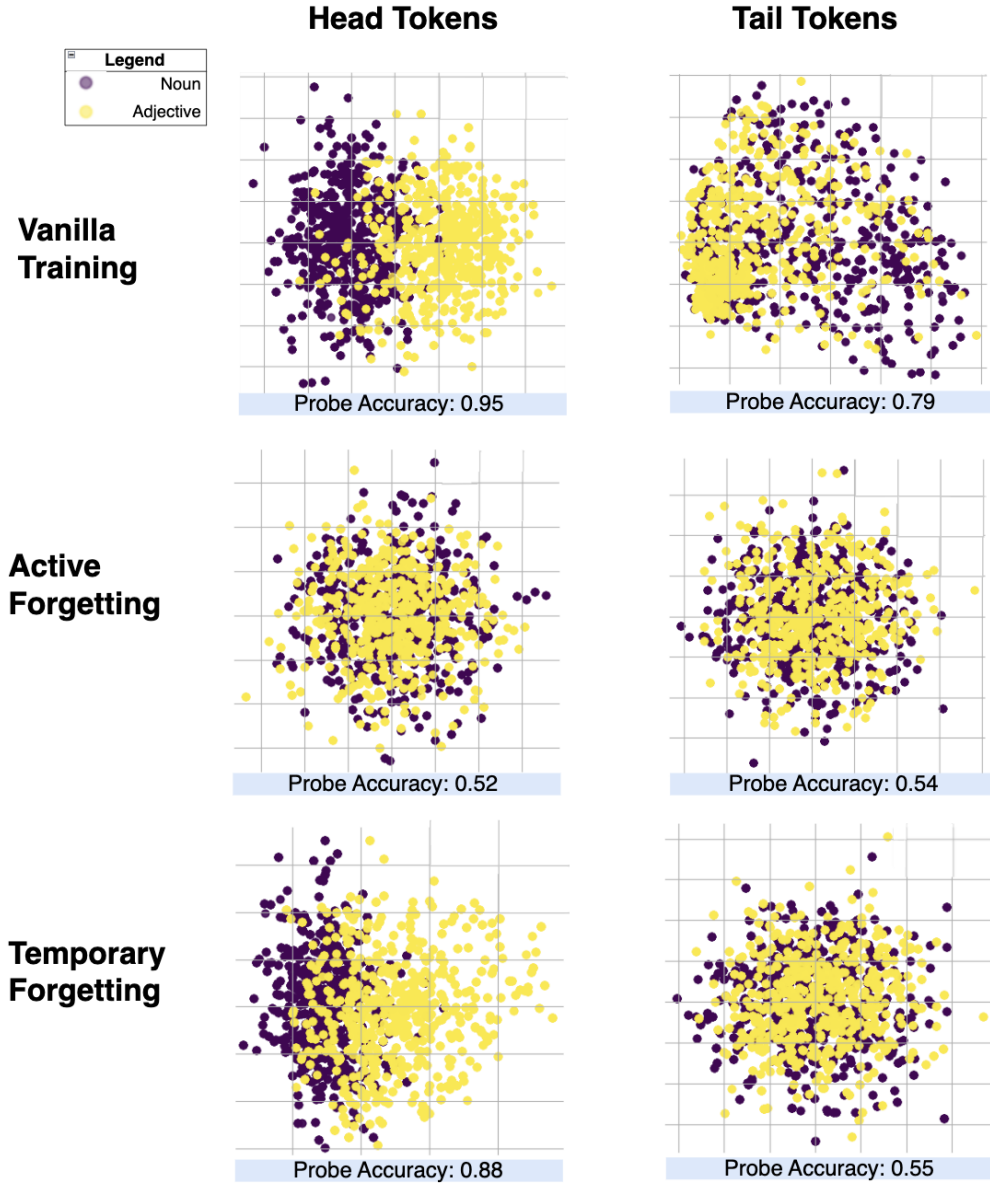 Head Tokens
Tail Tokens
Legend
Noun
Adjective
Vanilla
Training
Probe Accuracy: 0.95
Probe Accuracy: 0.79
Active
Forgetting
Probe Accuracy: 0.52
Probe Accuracy: 0.54
Temporary
Forgetting
Probe Accuracy: 0.88
Probe Accuracy: 0.55